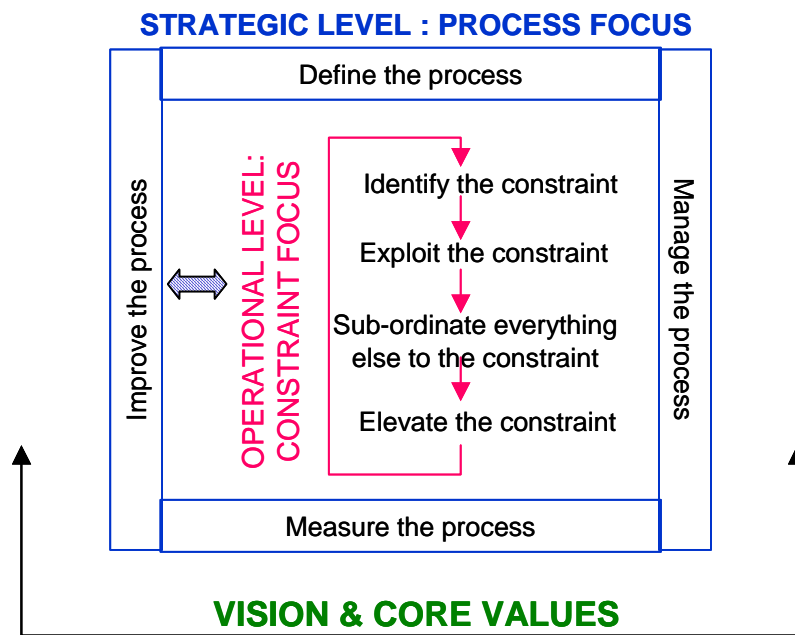 STRATEGIC LEVEL : PROCESS FOCUS
Define the process
Improve the process
OPERATIONAL LEVEL:
CONSTRAINT FOCUS
Identify the constraint
Exploit the constraint
Sub-ordinate everything
else to the constraint
Elevate the constraint
Manage the process
Measure the process
VISION & CORE VALUES